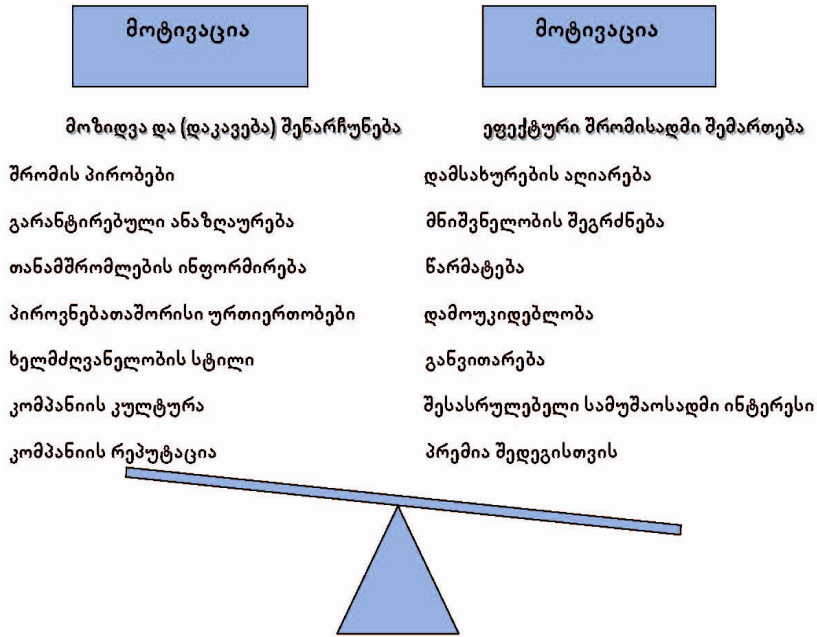 მოტივაცია
მოზიდვა და (დაკავება) შენარჩუნება
შრომის პირობები
გარანტირებული ანაზღაურება
თანამშრომლების ინფორმირება
პიროვნებათაშორისი ურთიერთობები
ხელმძღვანელობის სტილი
კომპანიის კულტურა
კომპანიის რეპუტაცია
მოტივაცია
ეფექტური შრომისადმი შემართება
დამსახურების აღიარება
მნიშვნელობის შეგრძნება
წარმატება
დამოუკიდებლობა
განვითარება
შესასრულებელი სამუშაოსადმი ინტერესი
პრემია შედეგისთვის